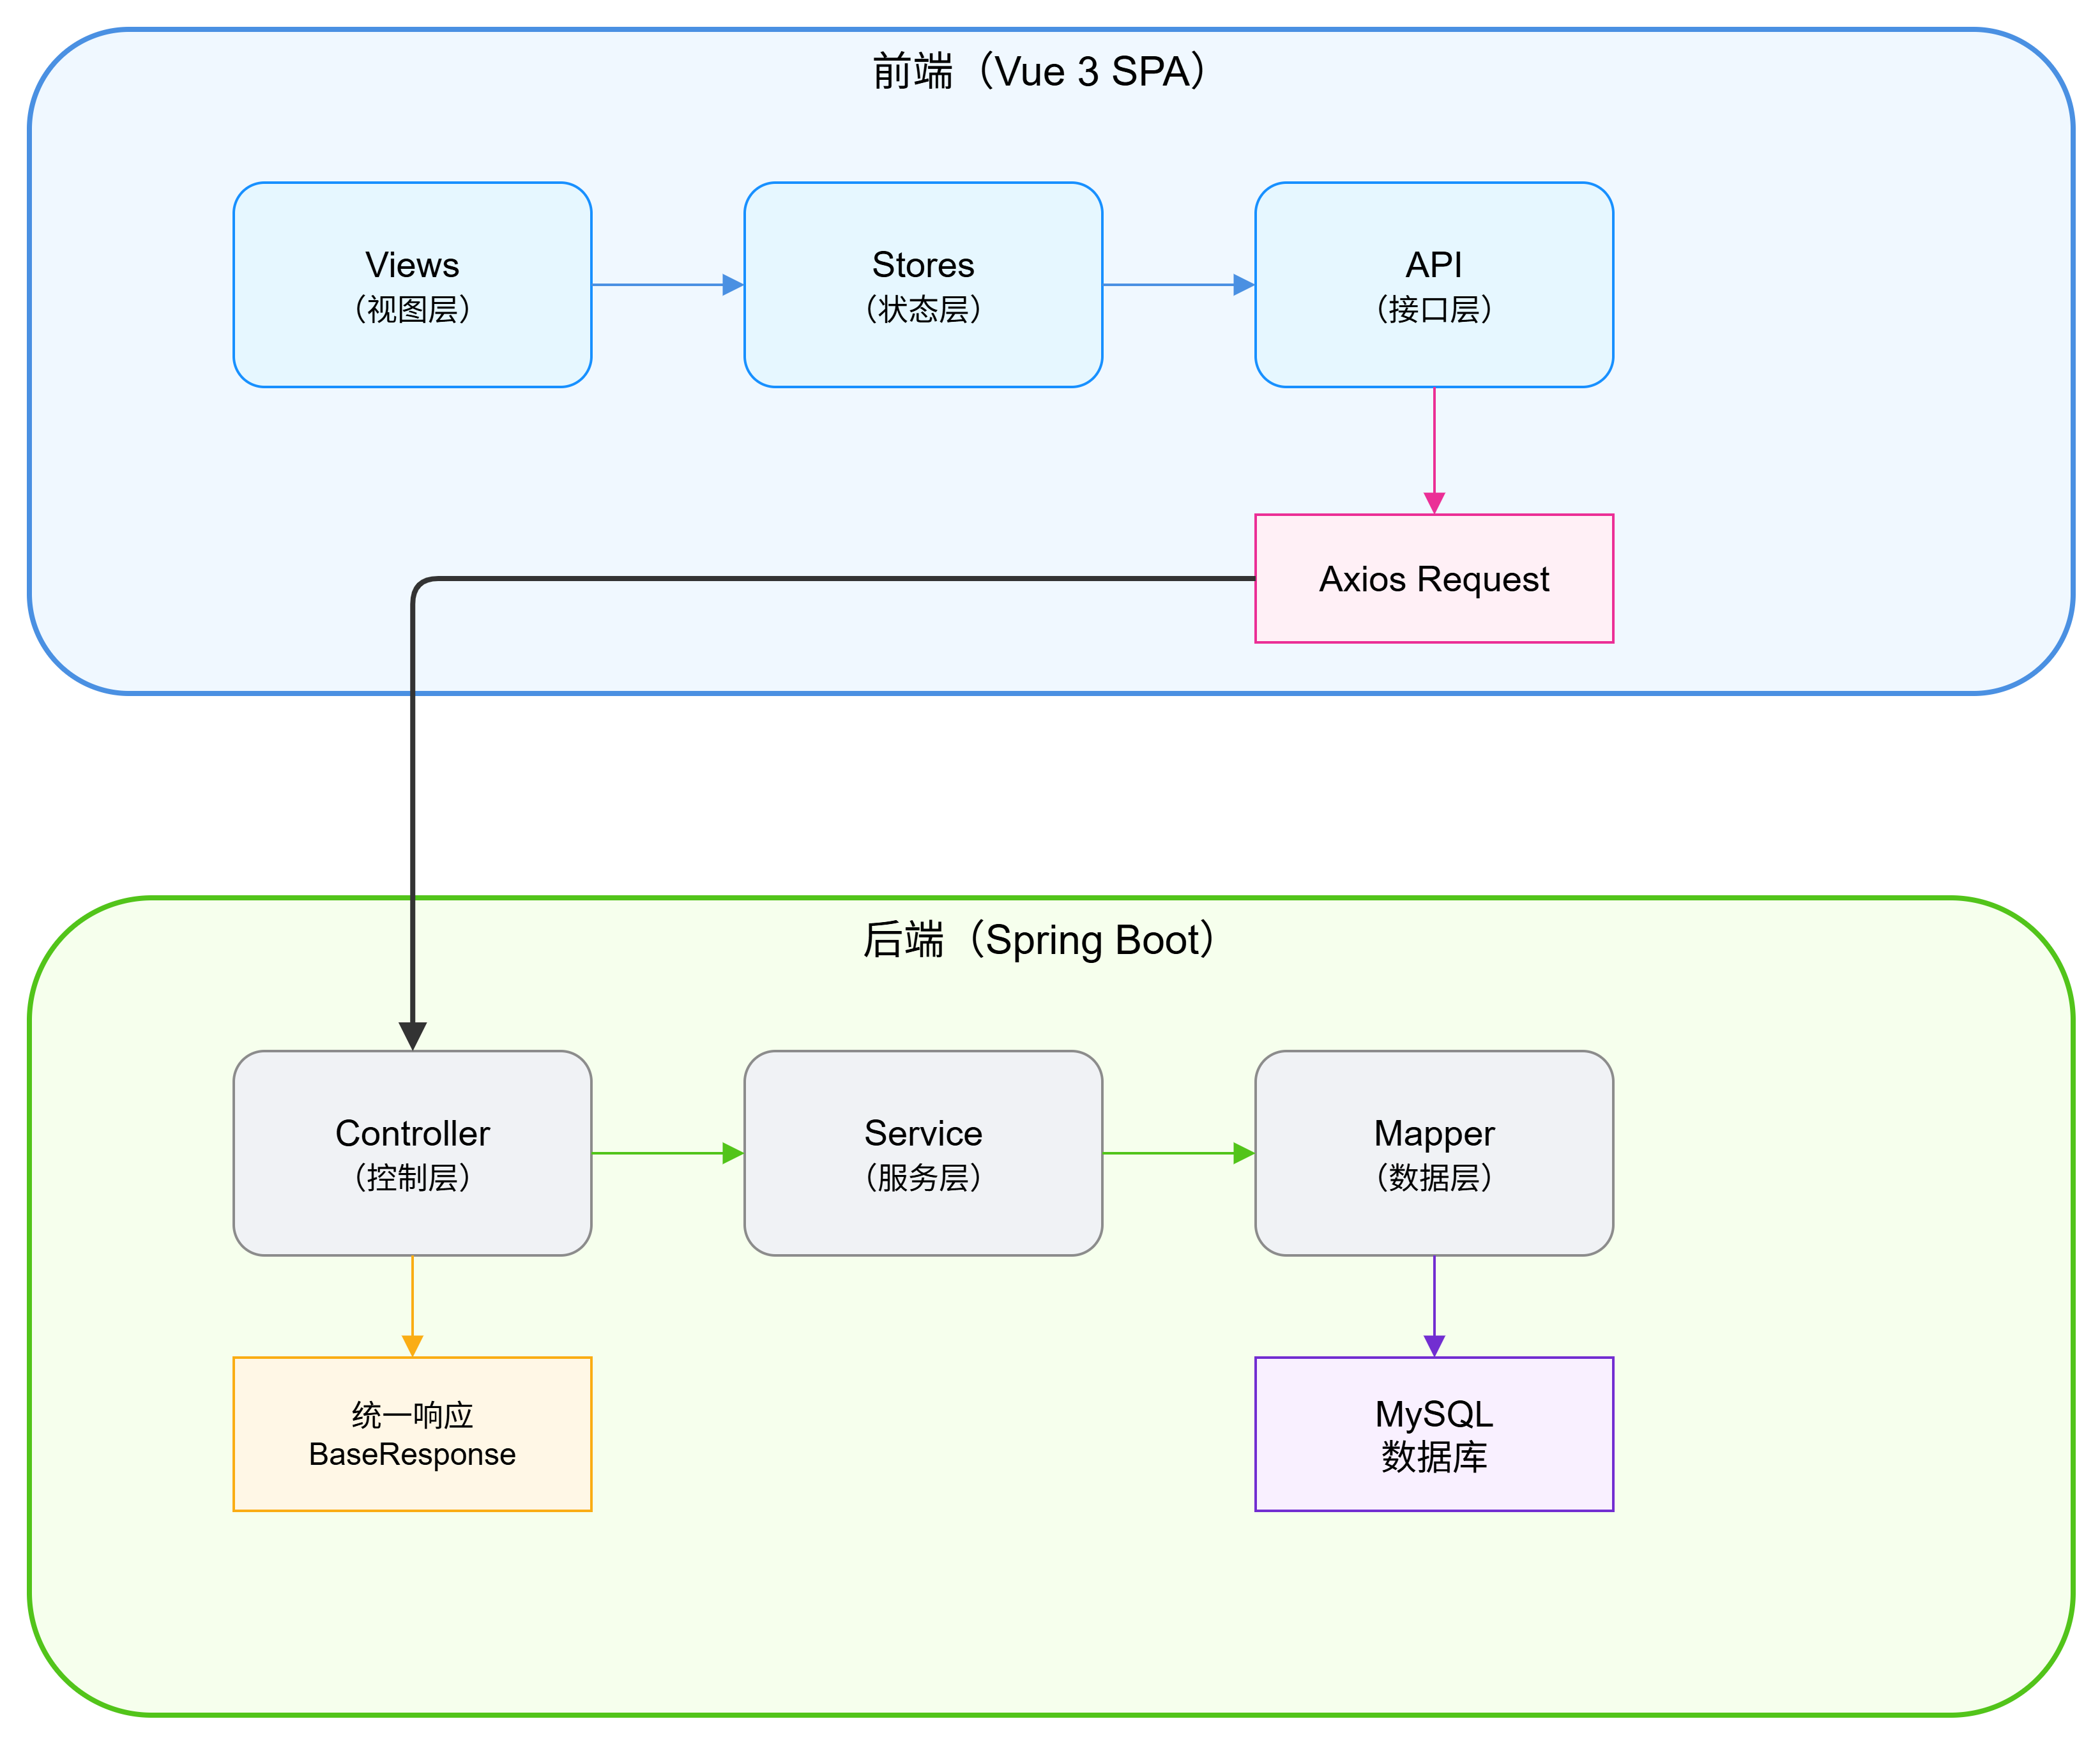 前端（Vue 3 SPA）
Views
（视图层）
Stores
（状态层）
API
（接口层）
Axios Request
后端（Spring Boot）
Controller
（控制层）
Service
（服务层）
Mapper
（数据层）
统一响应
BaseResponse
MySQL
数据库